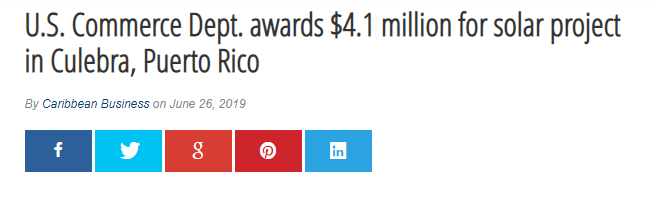 U.S. Commerce Dept. awards $4.1 million for solar project
in Culebra, Puerto Rico
By Caribbean Business on June 26, 2019
f g in